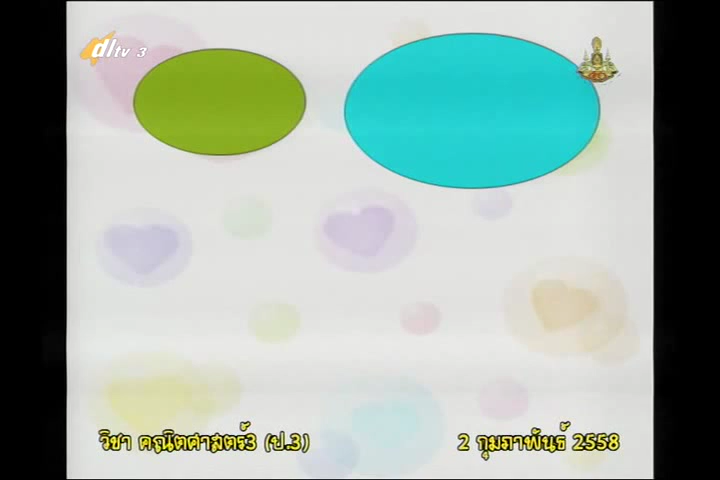 dltv 3
วิชา คณิตศาสตร์3 (ป.3)
2 กุมภาพันธ์ 2558